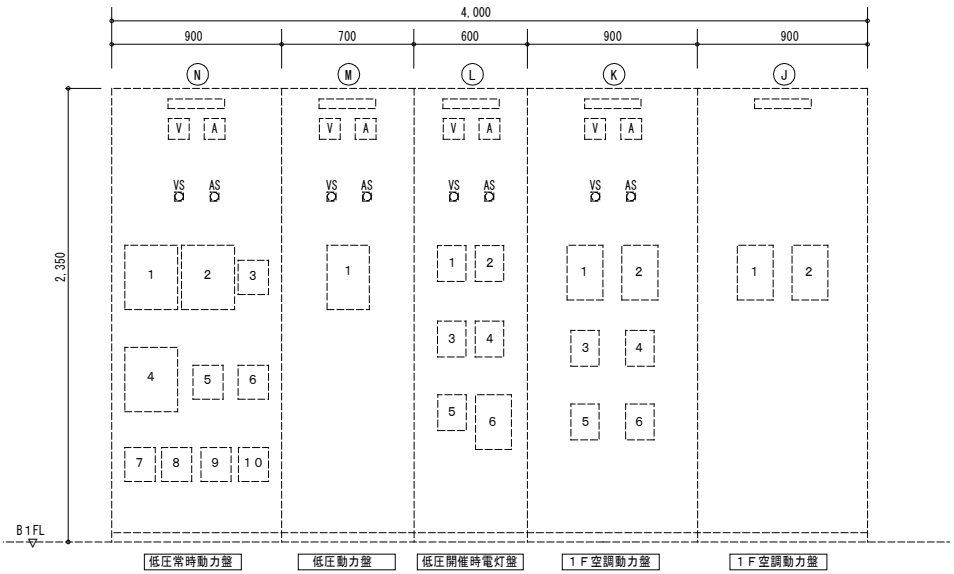 4,000
900 700 600 900 900
N M L K J
V A V A V A V A
VS AS VS AS VS AS VS AS
2,350
1 2 3 1 1 2 1 2 1 2
4 5 6 3 4 3 4
5 6 5 6
7 8 9 10
B1FL
低圧常時動力盤 低圧動力盤 低圧開催時電灯盤 1F空調動力盤 1F空調動力盤